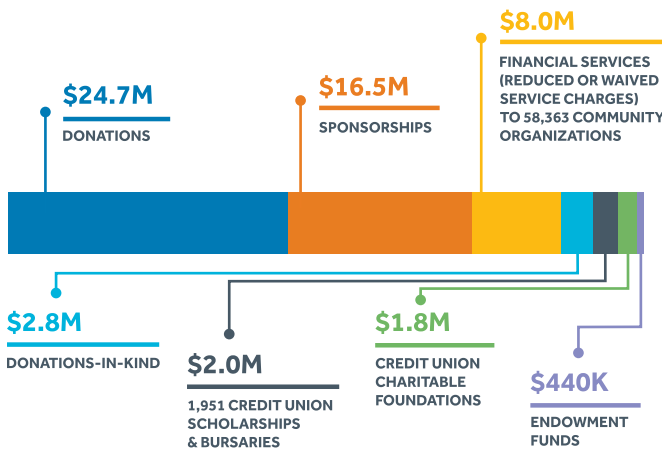 $8.0M
FINANCIAL SERVICES
(REDUCED OR WAIVED
SERVICE CHARGES)
TO 58,363 COMMUNITY
ORGANIZATIONS
$24.7M
DONATIONS
$16.5M
SPONSORSHIPS
$2.8M
DONATIONS-IN-KIND
$2.0M
1,951 CREDIT UNION
SCHOLARSHIPS
& BURSARIES
$1.8M
CREDIT UNION
CHARITABLE
FOUNDATIONS
$440K
ENDOWMENT
FUNDS